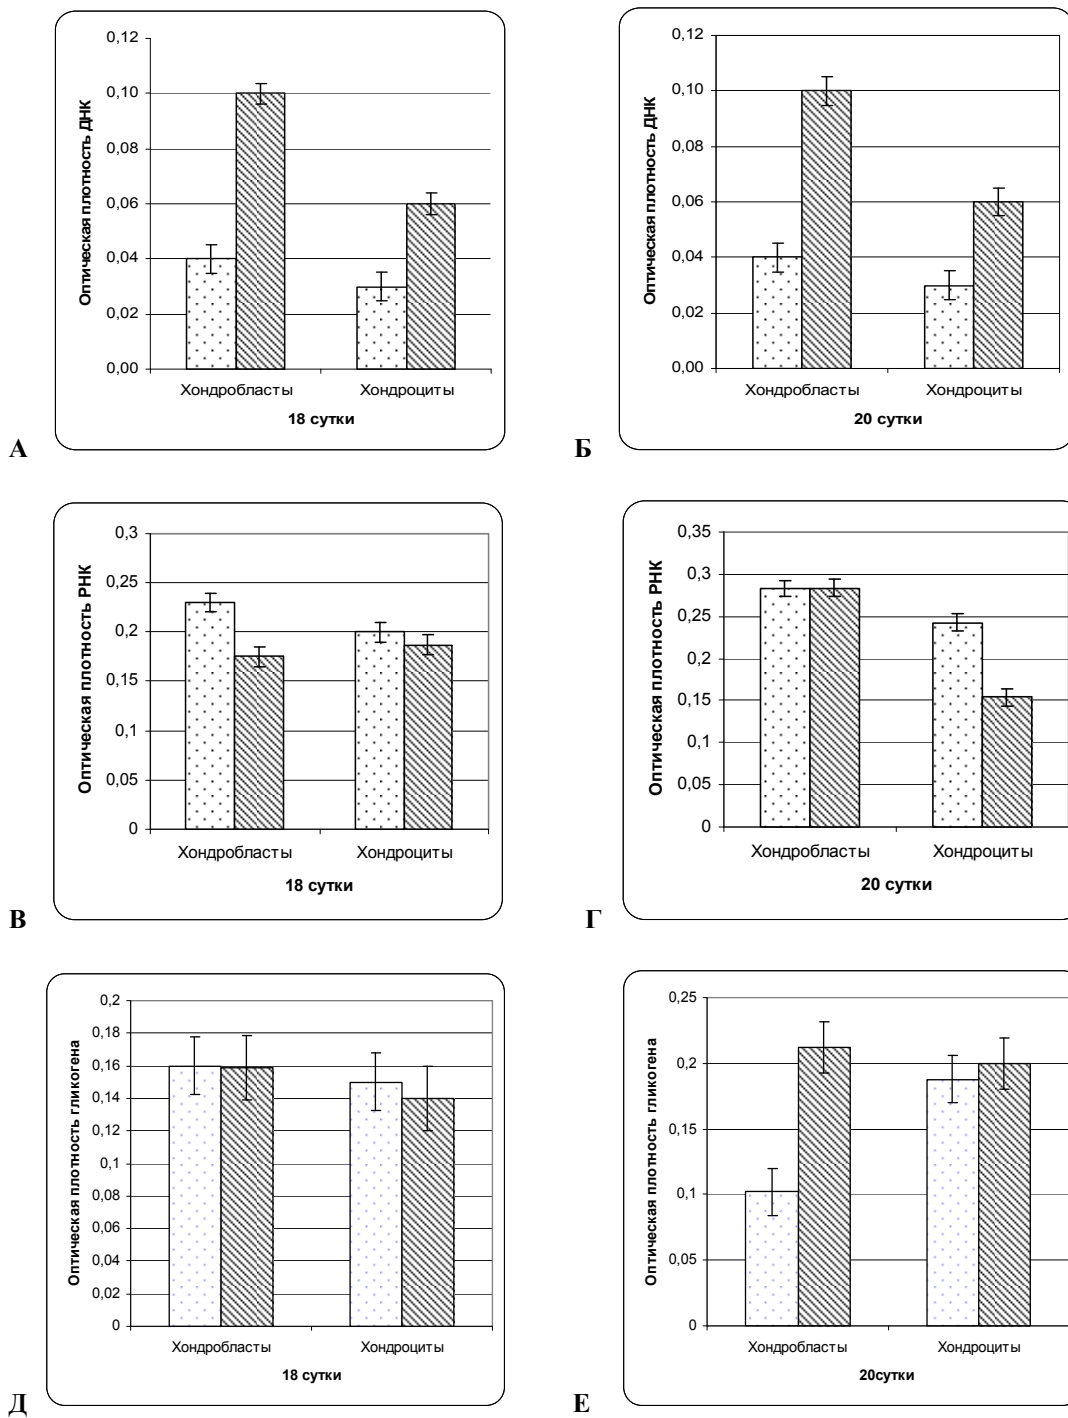 Оптическая плотность ДНК
0,12
0,10
0,08
0,06
0,04
0,02
0,00
Хондробласты Хондроциты
18 сутки
А
Оптическая плотность ДНК
0,12
0,10
0,08
0,06
0,04
0,02
0,00
Хондробласты Хондроциты
20 сутки
Б
Оптическая плотность РНК
0,3
0,25
0,2
0,15
0,1
0,05
0
Хондробласты Хондроциты
18 сутки
В
Оптическая плотность РНК
0,35
0,3
0,25
0,2
0,15
0,1
0,05
0
Хондробласты Хондроциты
20 сутки
Г
Оптическая плотность гликогена
0,2
0,18
0,16
0,14
0,12
0,1
0,08
0,06
0,04
0,02
0
Хондробласты Хондроциты
18 сутки
Д
Оптическая плотность гликогена
0,25
0,2
0,15
0,1
0,05
0
Хондробласты Хондроциты
20сутки
Е